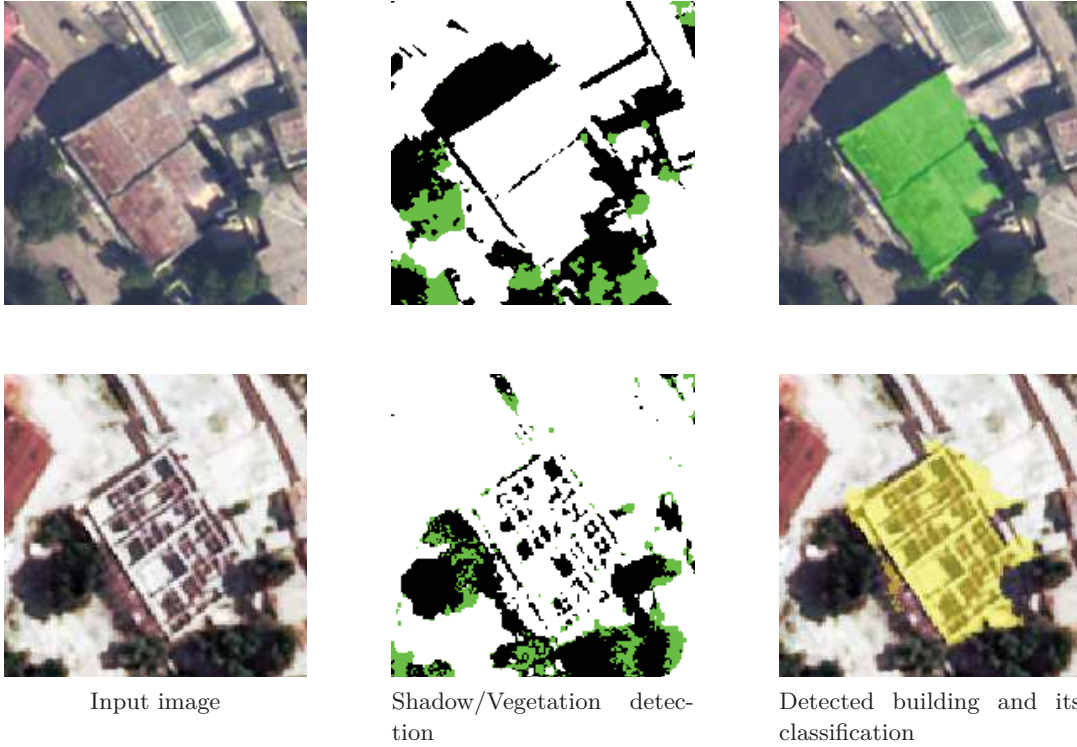 Input image
Shadow/Vegetation detec-
tion
Detected building and its
classification